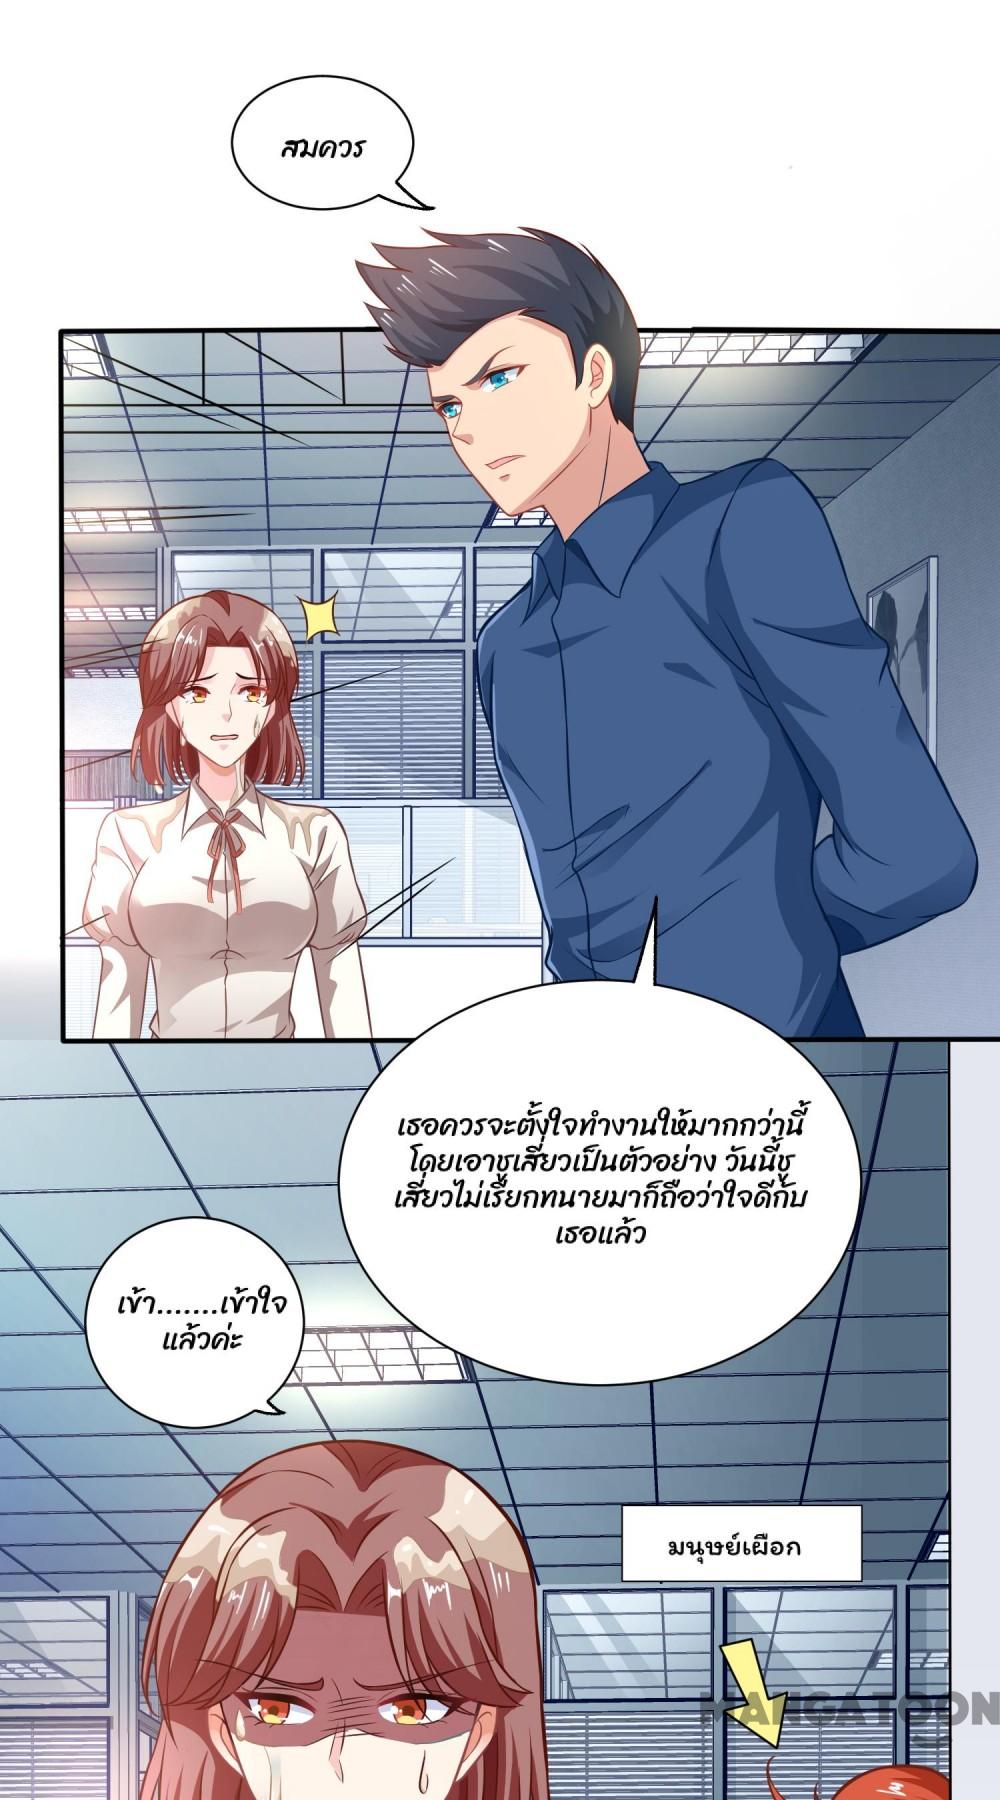 สมควร
เธอควรจะตั้งใจทำงานให้มากกว่านี้
โดยเอาชูเสี่ยวเป็นตัวอย่าง วันนี้ชู
เสี่ยวไม่เรียกทนายมาก็ถือว่าใจดีกับ
เธอแล้ว
เข้า.......เข้าใจ
แล้วค่ะ
มนุษย์เผือก
MANGATOON